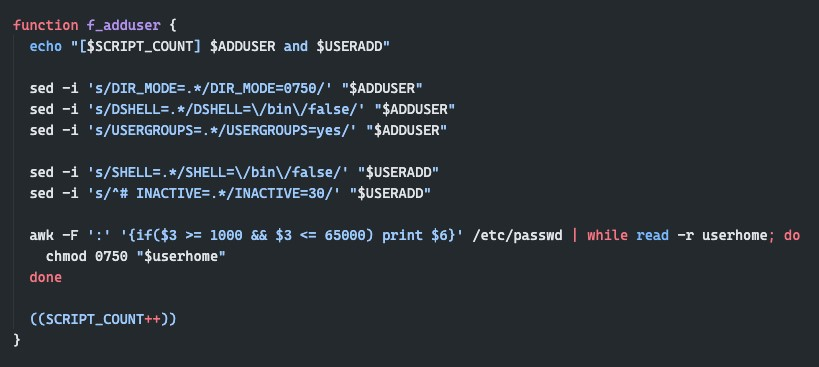 function f_adduser {
  echo "[$SCRIPT_COUNT] $ADDUSER and $USERADD"

  sed -i 's/DIR_MODE=.*/DIR_MODE=0750/' "$ADDUSER"
  sed -i 's/DSHELL=.*/DSHELL=\/bin\/false/' "$ADDUSER"
  sed -i 's/USERGROUPS=.*/USERGROUPS=yes/' "$ADDUSER"

  sed -i 's/SHELL=.*/SHELL=\/bin\/false/' "$USERADD"
  sed -i 's/^# INACTIVE=.*/INACTIVE=30/' "$USERADD"

  awk -F ':' '{if($3 >= 1000 && $3 <= 65000) print $6}' /etc/passwd | while read -r userhome; do
    chmod 0750 "$userhome"
  done

  ((SCRIPT_COUNT++))
}